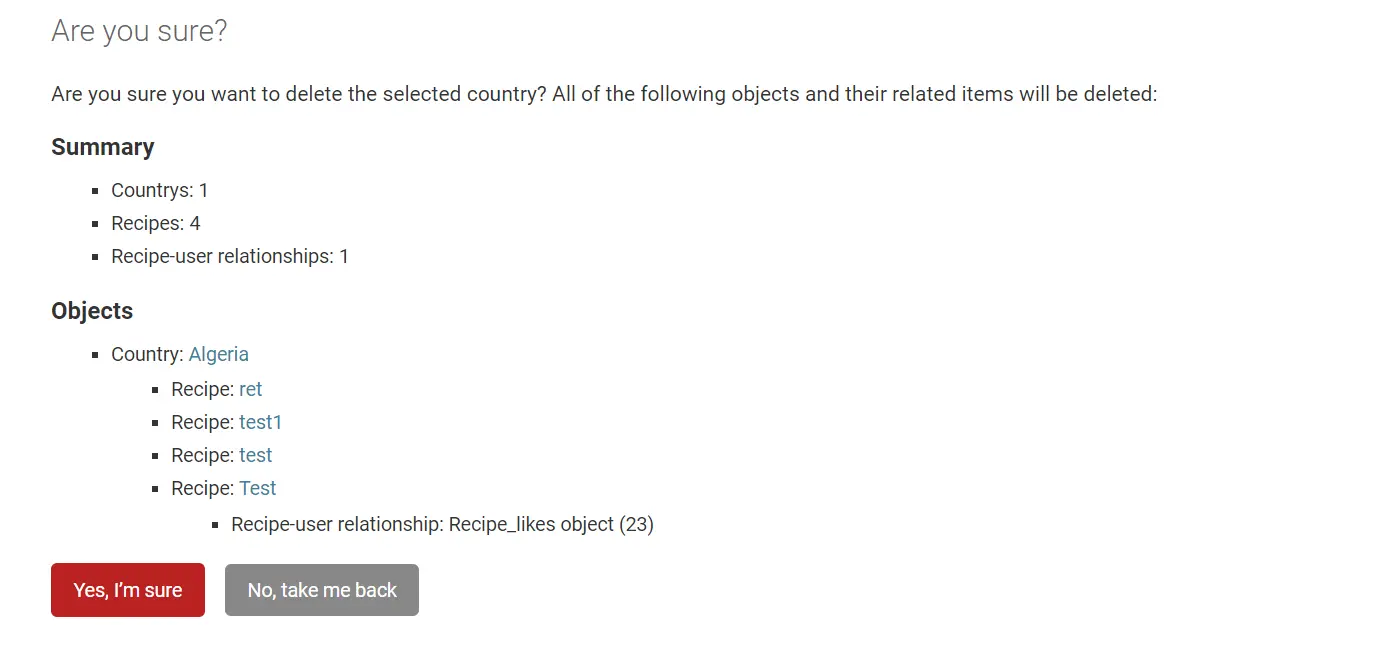 Are you sure?
Are you sure you want to delete the selected country? All of the following objects and their related items will be deleted:
Summary
Countrys: 1
Recipes: 4
Recipe-user relationships: 1
Objects
Country: Algeria
Recipe: ret
Recipe: test1
Recipe: test
Recipe: Test
Recipe-user relationship: Recipe_likes object (23)
Yes, I’m sure
No, take me back